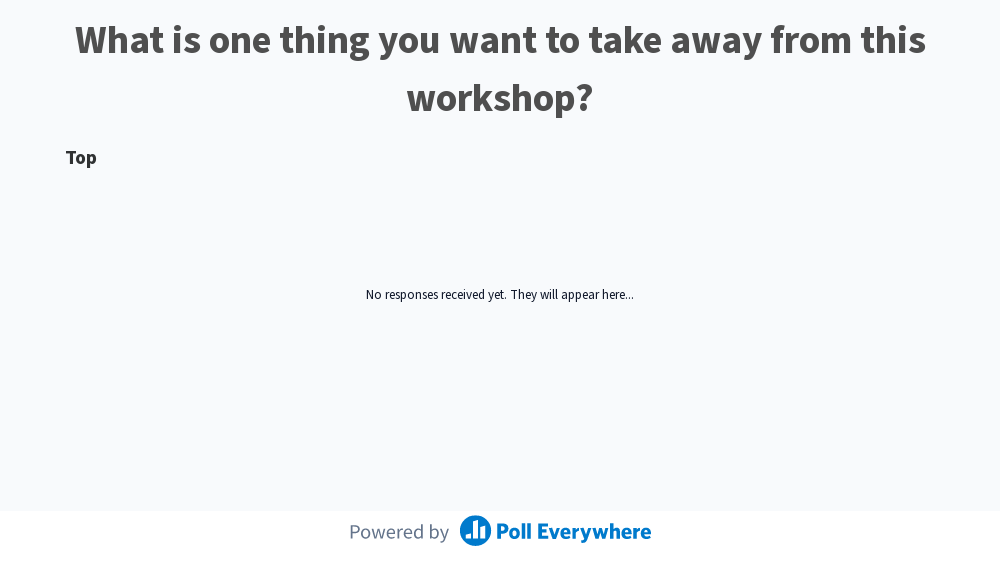 What is one thing you want to take away from this
workshop?
Top
No responses received yet. They will appear here...
Powered by Poll Everywhere